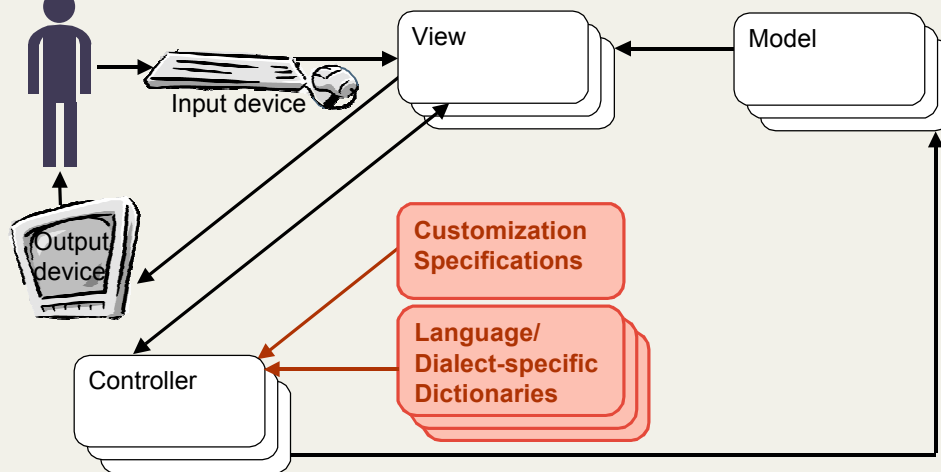 View
Model
Input device
Output
device
Customization
Specifications
Language/
Dialect-specific
Dictionaries
Controller